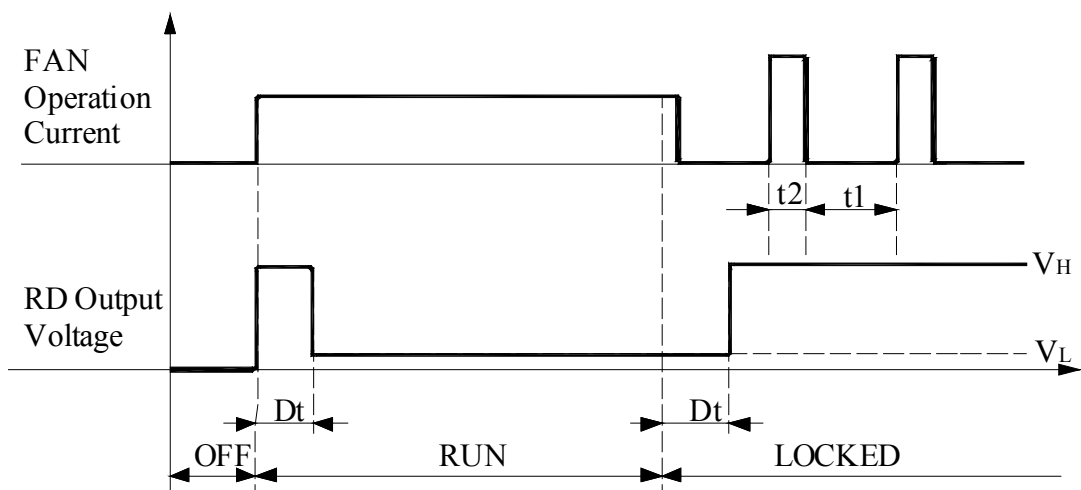 FAN
Operation
Current
t2
t1
RD Output
Voltage
VH
VL
Dt
Dt
OFF
RUN
LOCKED